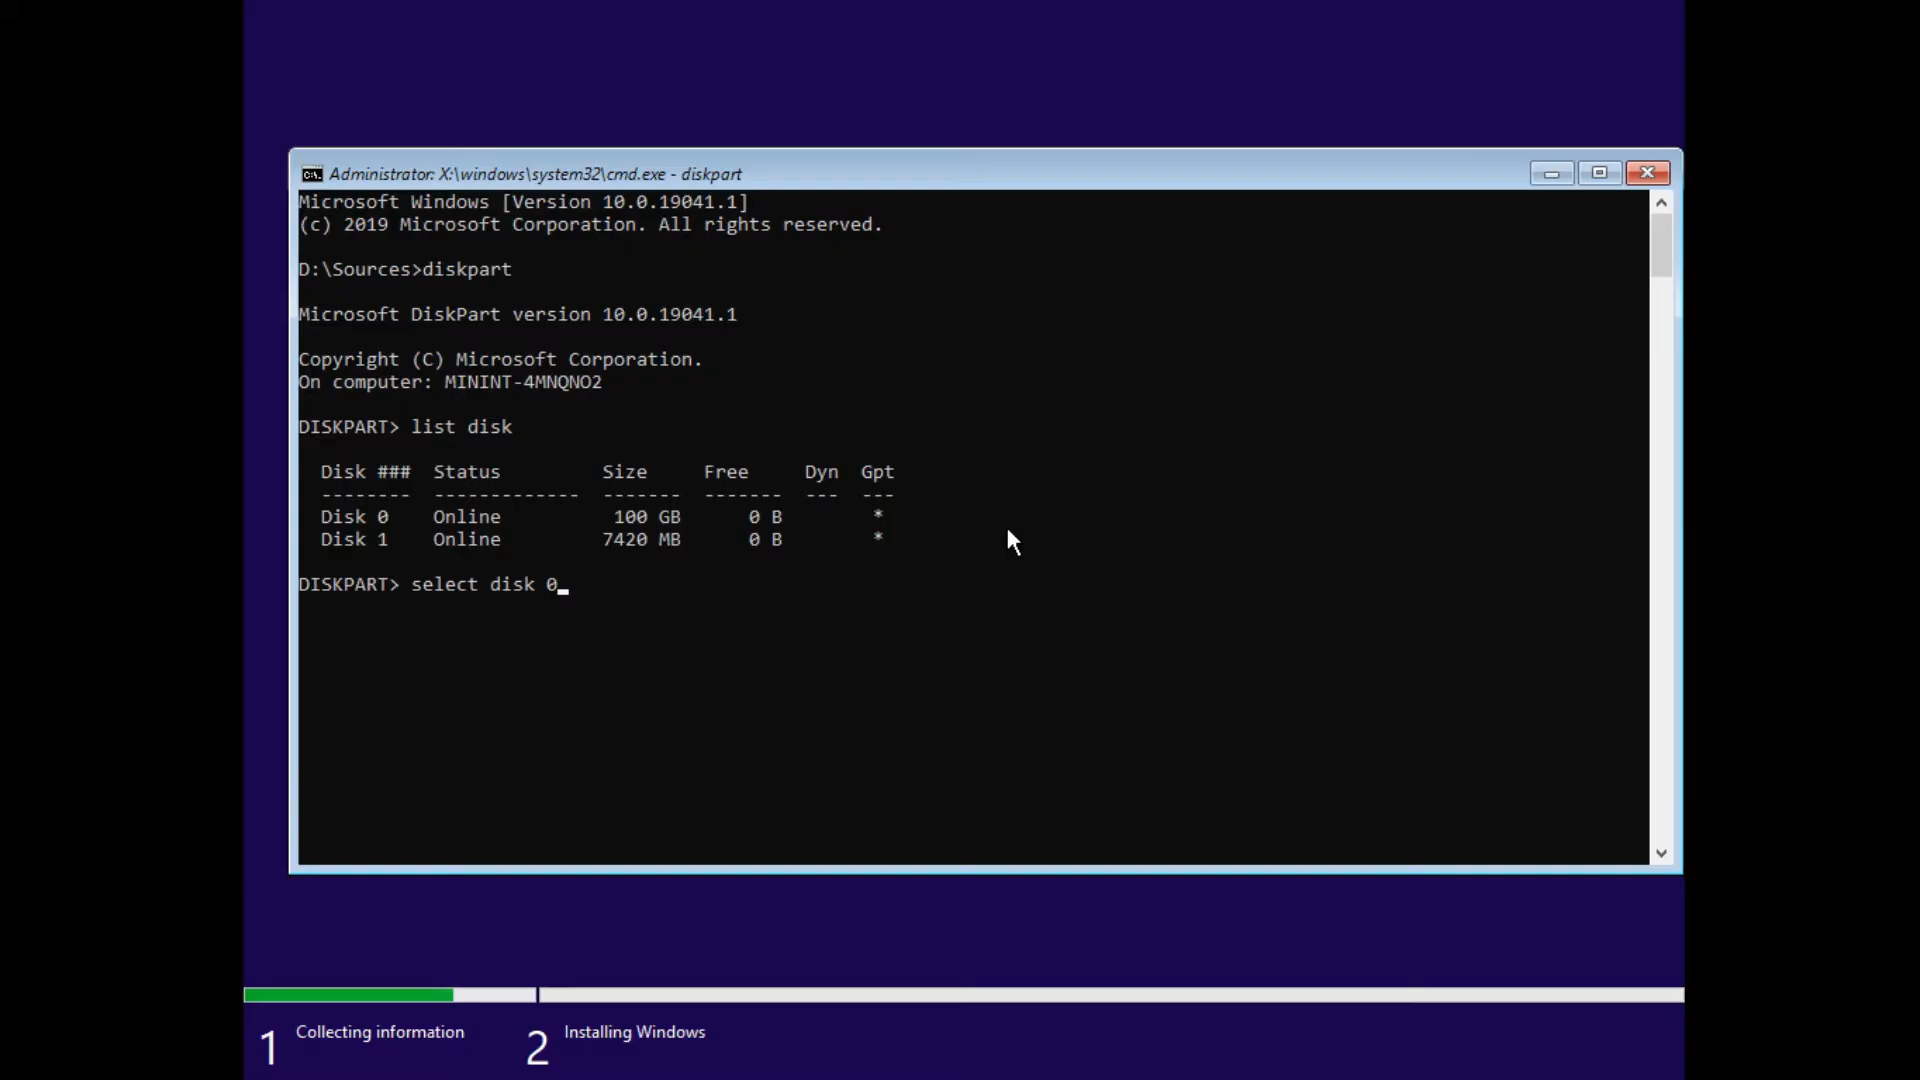 Administrator: X:\windows\system32\cmd.exe - diskpart
Microsoft Windows [Version 10.0.19041.1]
(c) 2019 Microsoft Corporation. All rights reserved.
D:\Sources>diskpart
Microsoft DiskPart version 10.0.19041.1
Copyright (C) Microsoft Corporation.
On computer: MININT-4MNQNO2
DISKPART> list disk
  Disk ###  Status         Size     Free     Dyn  Gpt
  --------  -------------  -------  -------  ---  ---
  Disk 0    Online          100 GB      0 B        *
  Disk 1    Online         7420 MB      0 B        *
DISKPART> select disk 0_
1 Collecting information 2 Installing Windows